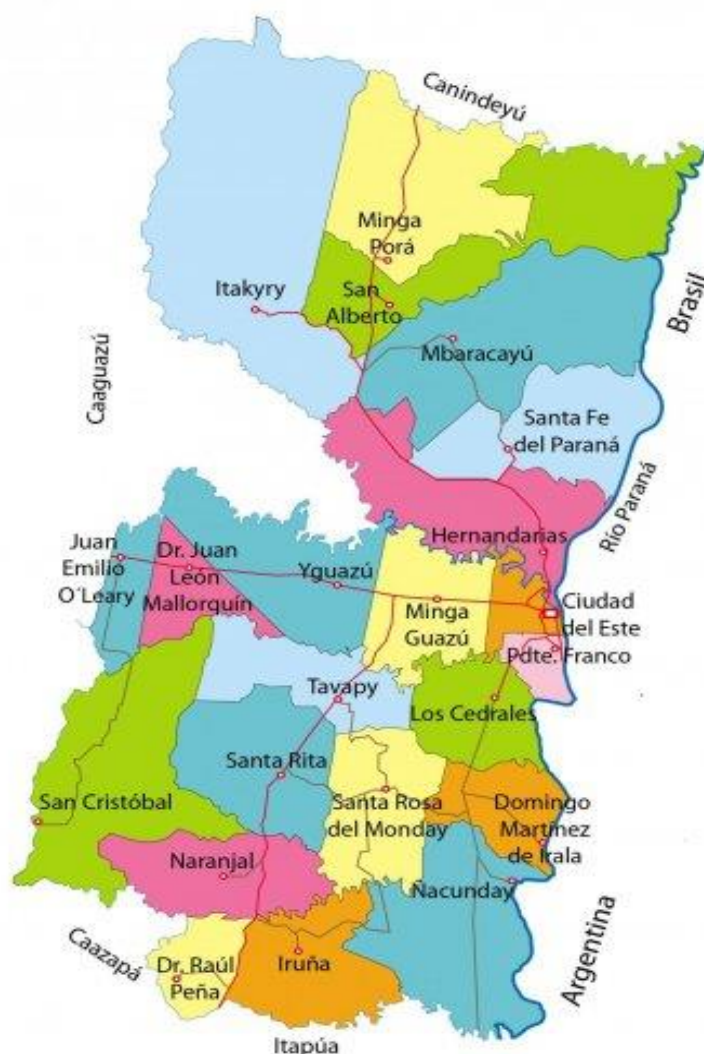 Canindeyú
Minga
Porá
Brasil
Itakyry
San
Alberto
Mbaracayú
Caaguazú
Santa Fe
del Paraná
Río Paraná
Hernandarias
Juan
Emilio
O´Leary
Dr. Juan
León
Mallorquín
Yguazú
Minga
Guazú
Ciudad
del Este
Pdte. Franco
Tavapy
Los Cedrales
Santa Rita
San Cristóbal
Santa Rosa
del Monday
Domingo
Martínez
de Irala
Naranjal
Ñacunday
Argentina
Caazapá
Dr. Raúl
Peña
Iruña
Itapúa